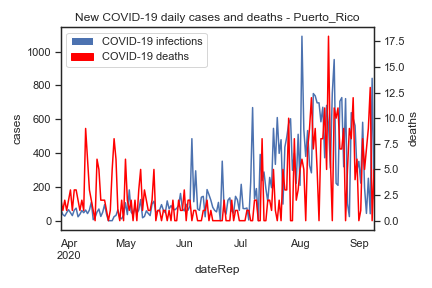 New COVID-19 daily cases and deaths - Puerto_Rico
COVID-19 infections
COVID-19 deaths
1000
800
600
400
200
0
cases
17.5
15.0
12.5
10.0
7.5
5.0
2.5
0.0
deaths
Apr May Jun Jul Aug Sep
2020
dateRep